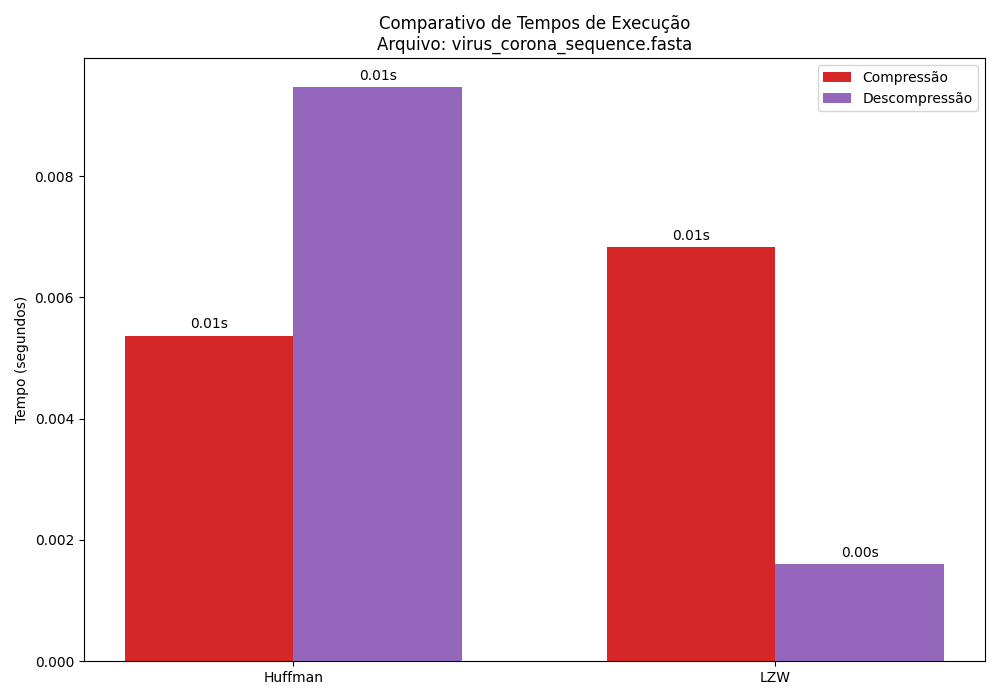 Comparativo de Tempos de Execução
Arquivo: virus_corona_sequence.fasta
Compressão
Descompressão
0.01s
0.01s
0.01s
0.00s
Tempo (segundos)
0.008
0.006
0.004
0.002
0.000
Huffman
LZW